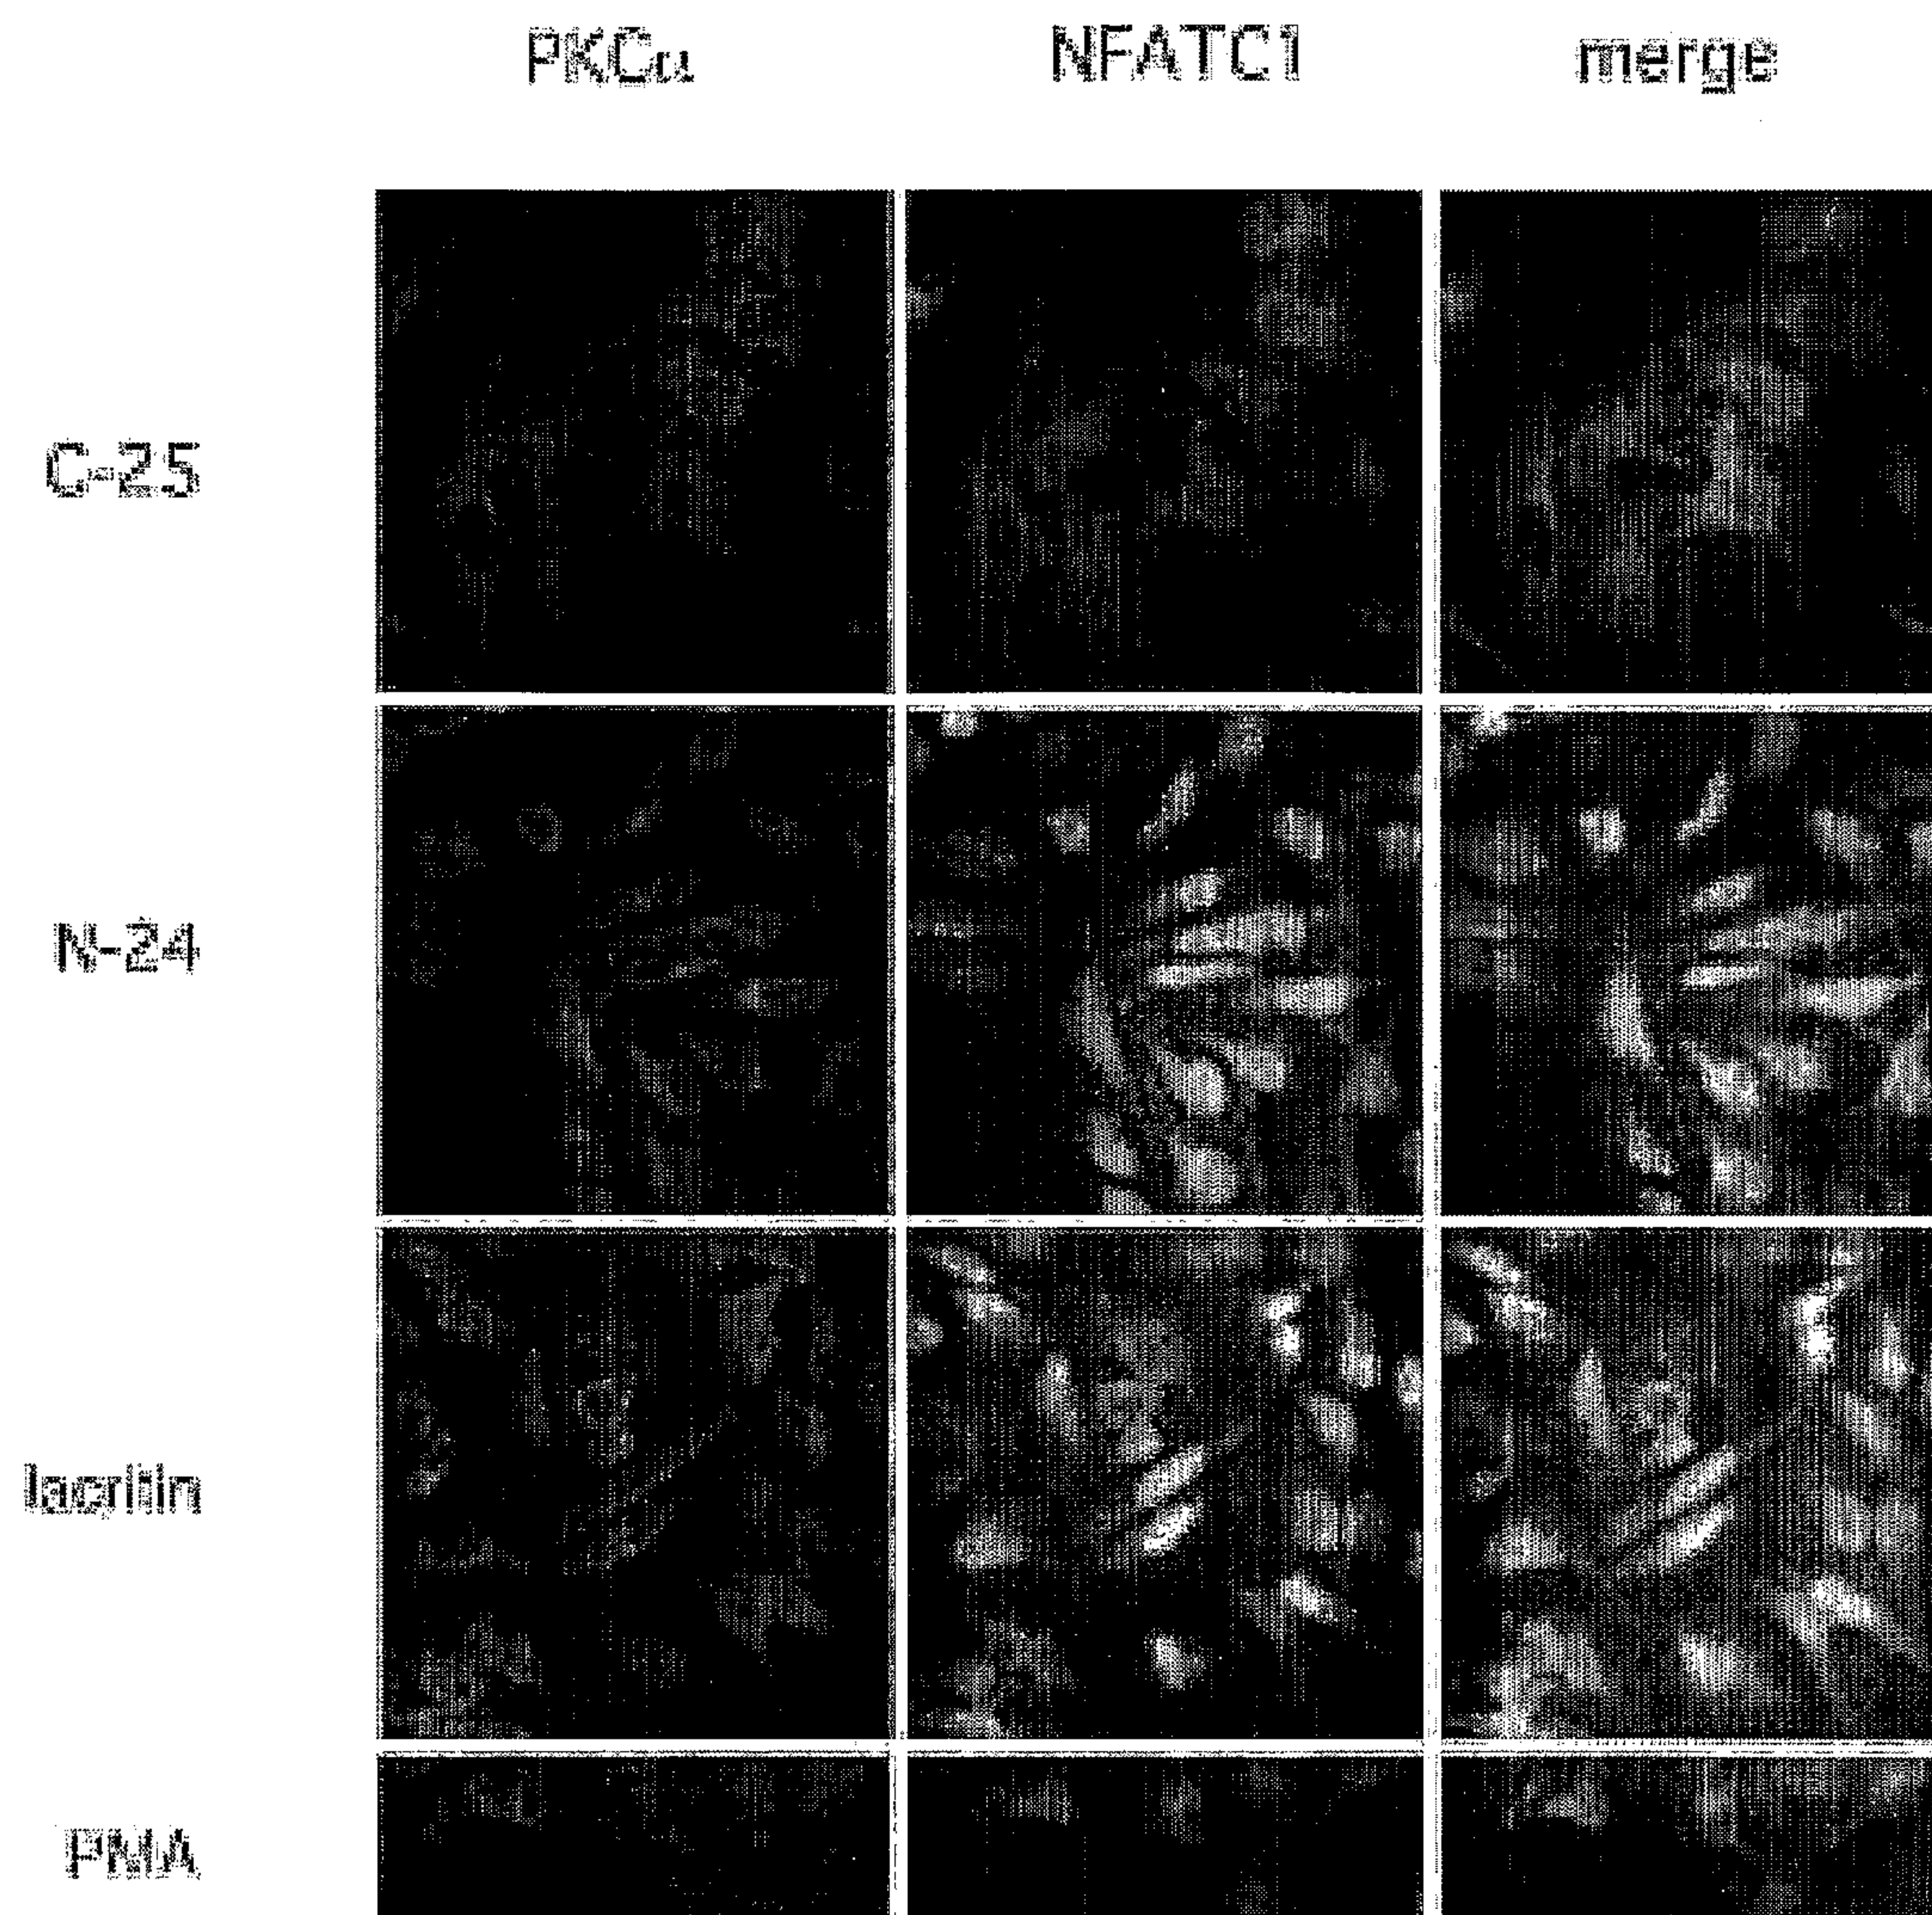 PKCα NFATC1 merge
C-25
N-24
lacritin
PMA